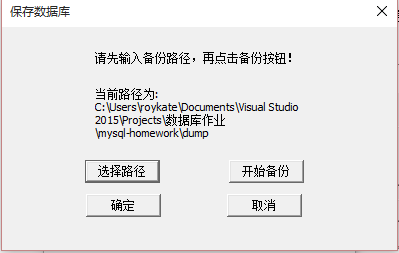 保存数据库
请先输入备份路径，再点击备份按钮！
当前路径为:
C:\Users\roykate\Documents\Visual Studio
2015\Projects\数据库作业
\mysql-homework\dump
选择路径
开始备份
确定
取消